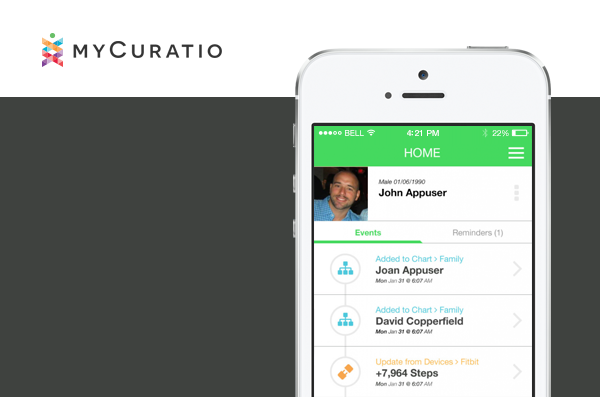 MYCURATIO
BELL 4:21 PM 22%
HOME
Male 01/06/1990
John Appuser
Events Reminders (1)
Added to Chart > Family
Joan Appuser
Mon Jan 31 @ 6:07 AM
Added to Chart > Family
David Copperfield
Mon Jan 31 @ 6:07 AM
Update from Devices > Fitbit
+7,964 Steps
Mon Jan 31 @ 6:07 AM